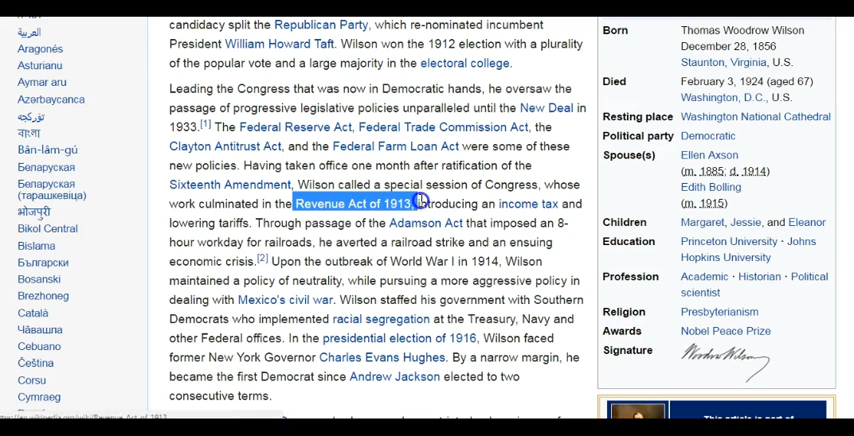 العربية
Aragonés
Asturianu
Aymar aru
Azərbaycanca
تۆرکجه
বাংলা
Bân-lâm-gú
Беларуская
Беларуская
(тарашкевіца)
भोजपुरी
Bikol Central
Bislama
Български
Bosanski
Brezhoneg
Català
Чӑвашла
Cebuano
Čeština
Corsu
Cymraeg
candidacy split the Republican Party, which re-nominated incumbent
President William Howard Taft. Wilson won the 1912 election with a plurality
of the popular vote and a large majority in the electoral college.
Leading the Congress that was now in Democratic hands, he oversaw the
passage of progressive legislative policies unparalleled until the New Deal in
1933.[1] The Federal Reserve Act, Federal Trade Commission Act, the
Clayton Antitrust Act, and the Federal Farm Loan Act were some of these
new policies. Having taken office one month after ratification of the
Sixteenth Amendment, Wilson called a special session of Congress, whose
work culminated in the Revenue Act of 1913, introducing an income tax and
lowering tariffs. Through passage of the Adamson Act that imposed an 8-
hour workday for railroads, he averted a railroad strike and an ensuing
economic crisis.[2] Upon the outbreak of World War I in 1914, Wilson
maintained a policy of neutrality, while pursuing a more aggressive policy in
dealing with Mexico's civil war. Wilson staffed his government with Southern
Democrats who implemented racial segregation at the Treasury, Navy and
other Federal offices. In the presidential election of 1916, Wilson faced
former New York Governor Charles Evans Hughes. By a narrow margin, he
became the first Democrat since Andrew Jackson elected to two
consecutive terms.
Born Thomas Woodrow Wilson
December 28, 1856
Staunton, Virginia, U.S.
Died February 3, 1924 (aged 67)
Washington, D.C., U.S.
Resting place Washington National Cathedral
Political party Democratic
Spouse(s) Ellen Axson
(m. 1885; d. 1914)
Edith Bolling
(m. 1915)
Children Margaret, Jessie, and Eleanor
Education Princeton University · Johns
Hopkins University
Profession Academic · Historian · Political
scientist
Religion Presbyterianism
Awards Nobel Peace Prize
Signature Woodrow Wilson
This article is part of